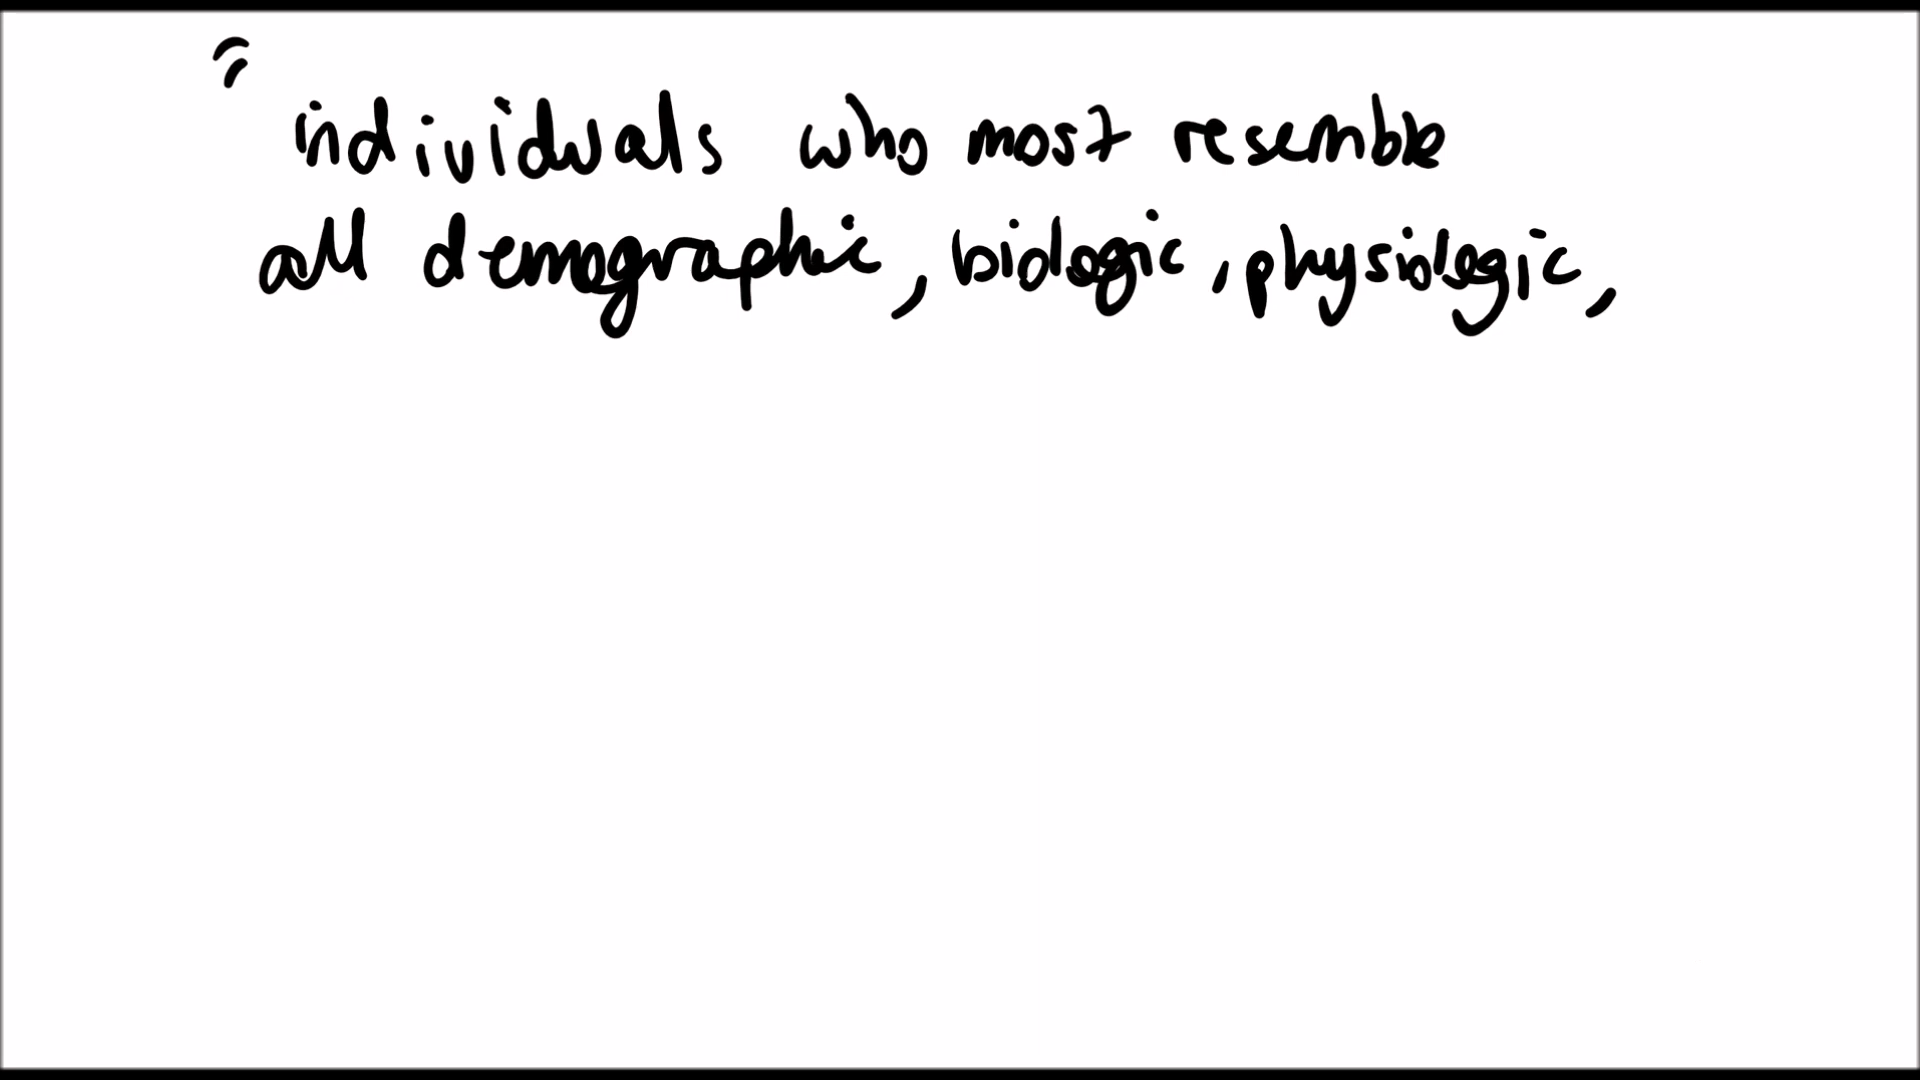 "individuals who most resemble
all demographic, biologic, physiologic,